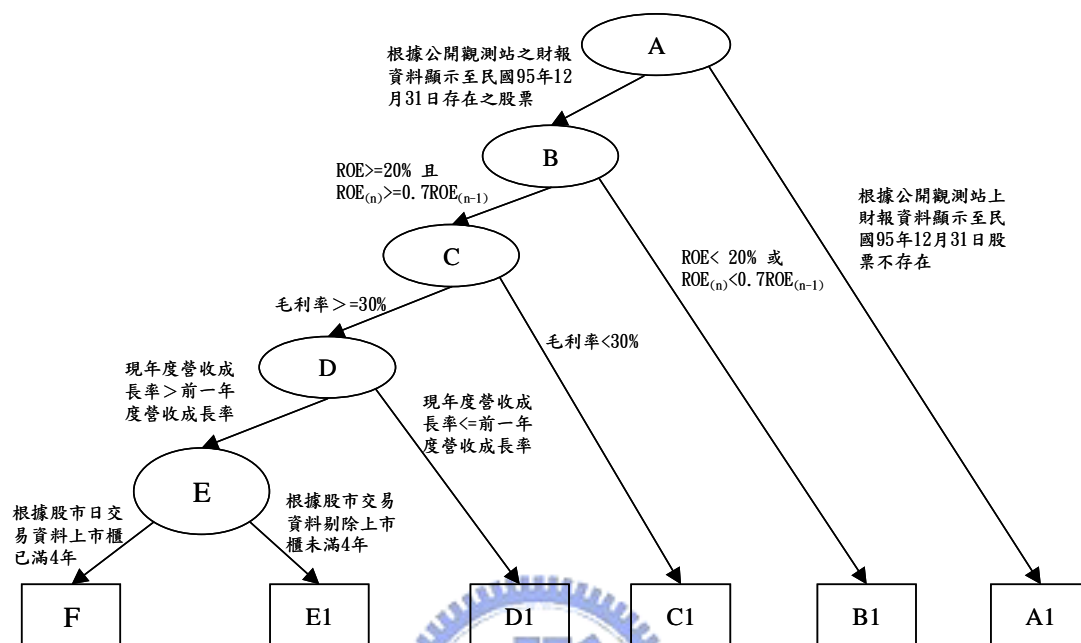 A
根據公開觀測站之財報
資料顯示至民國95年12
月31日存在之股票
B
ROE>=20% 且
ROE(n)>=0.7ROE(n-1)
根據公開觀測站上
財報資料顯示至民
國95年12月31日股
票不存在
C
ROE< 20% 或
ROE(n)<0.7ROE(n-1)
毛利率＞=30%
毛利率<30%
D
現年度營收成
長率＞前一年
度營收成長率
現年度營收成
長率<=前一年
度營收成長率
E
根據股市日交
易資料上市櫃
已滿4年
根據股市交易
資料剔除上市
櫃未滿4年
F
E1
D1
C1
B1
A1